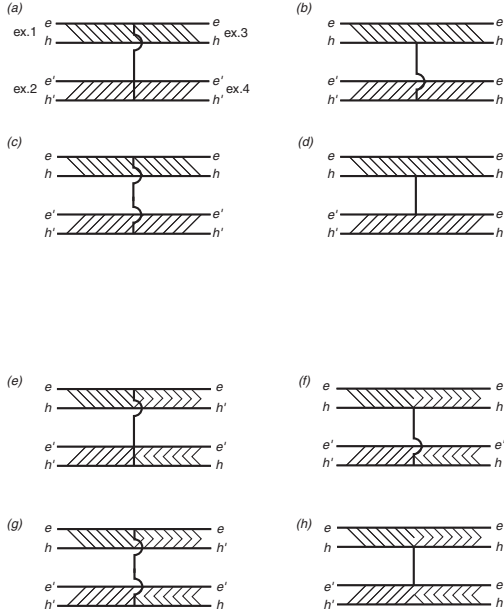 (a) e e (b) e e
ex.1 ex.3
h h h h
e' e' e' e'
ex.2 ex.4
h' h' h' h'
(c) e e (d) e e
h h h h
e' e' e' e'
h' h' h' h'
(e) e e (f) e e
h h' h h'
e' e' e' e'
h' h h' h
(g) e e (h) e e
h h' h h'
e' e' e' e'
h' h h' h